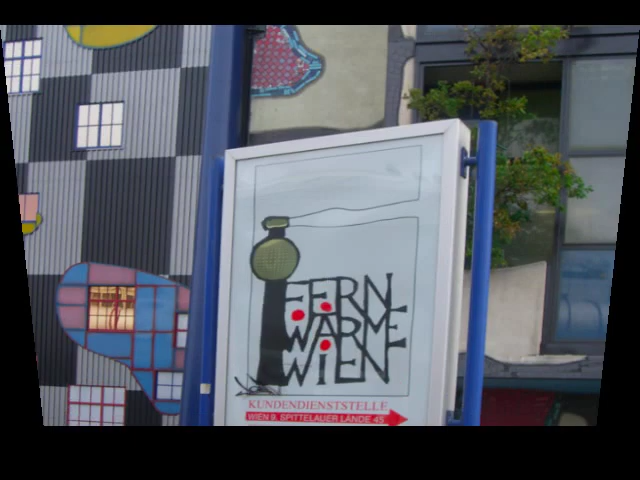 FERN
WÄRME
WIEN
KUNDENDIENSTSTELLE
WIEN 9. SPITTELAUER LÄNDE 45